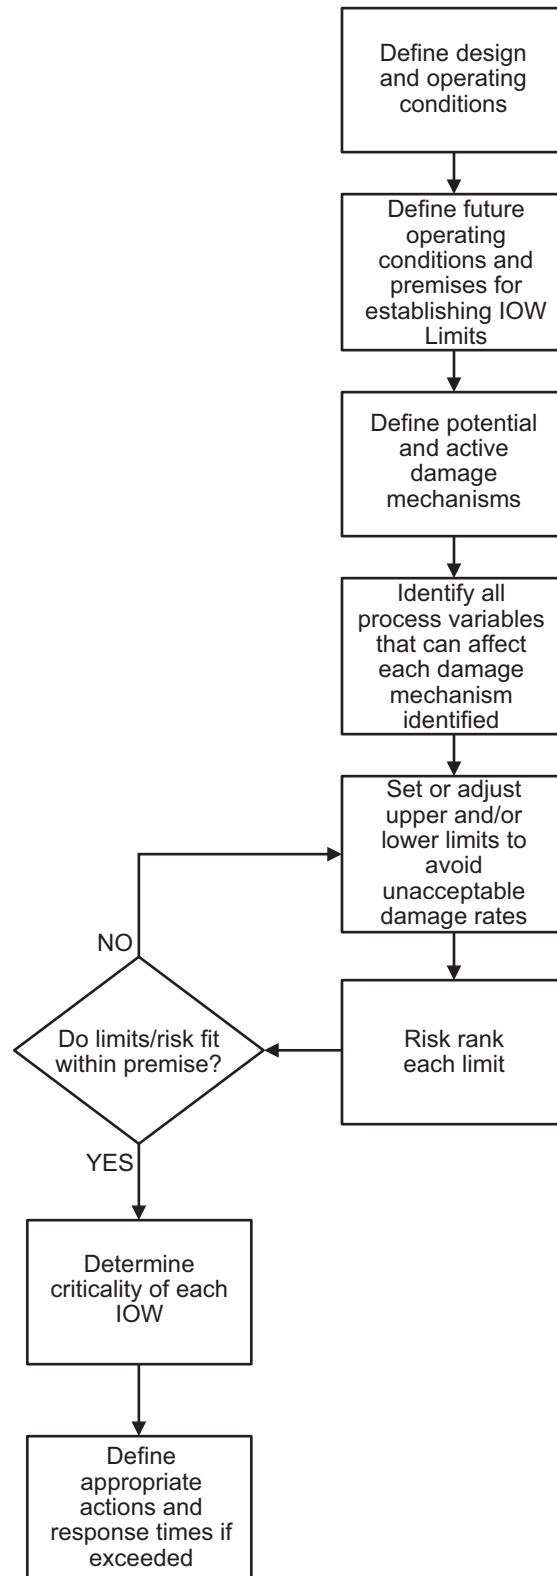 Define design
and operating
conditions
Define future
operating
conditions and
premises for
establishing IOW
Limits
Define potential
and active
damage
mechanisms
Identify all
process variables
that can affect
each damage
mechanism
identified
Set or adjust
upper and/or
lower limits to
avoid
unacceptable
damage rates
NO
Do limits/risk fit
within premise?
Risk rank
each limit
YES
Determine
criticality of each
IOW
Define
appropriate
actions and
response times if
exceeded